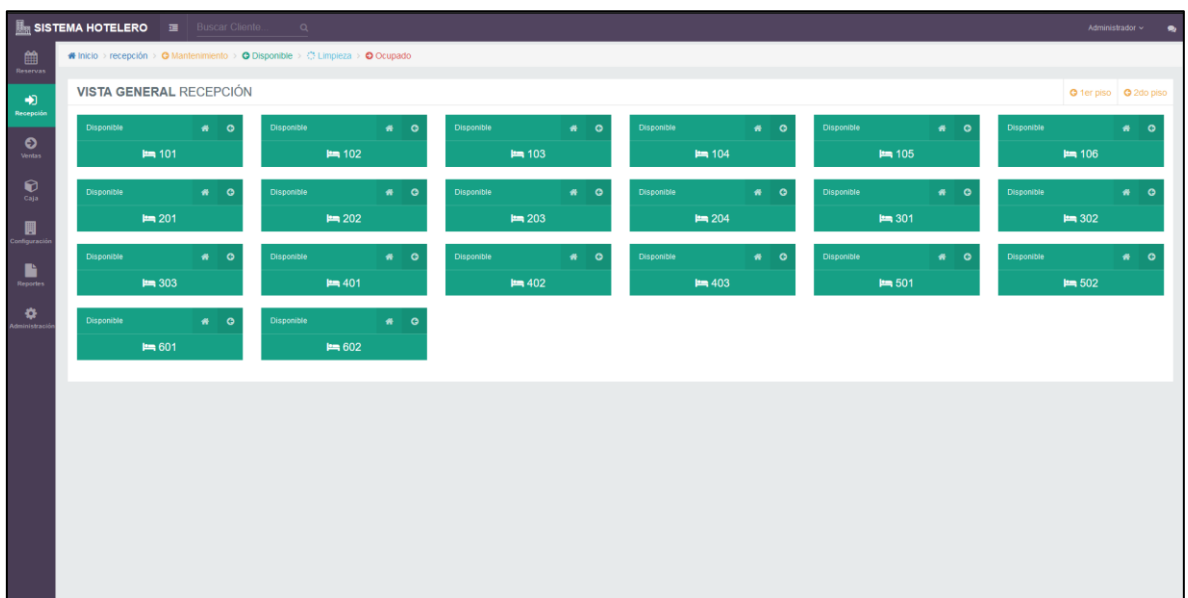 SISTEMA HOTELERO Buscar Cliente... Administrador
Inicio recepción Mantenimiento Disponible Limpieza Ocupado
Reservas
Recepción
Ventas
Caja
Configuración
Reportes
Administración
VISTA GENERAL RECEPCIÓN 1er piso 2do piso
Disponible Disponible Disponible Disponible Disponible Disponible
101 102 103 104 105 106
Disponible Disponible Disponible Disponible Disponible Disponible
201 202 203 204 301 302
Disponible Disponible Disponible Disponible Disponible Disponible
303 401 402 403 501 502
Disponible Disponible
601 602